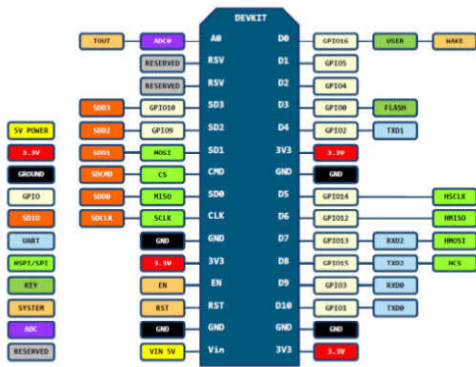 DEVKIT
TOUT ADC0 A0 D0 GPIO16 USER WAKE
RESERVED RSV D1 GPIO5
RESERVED RSV D2 GPIO4
SDD3 GPIO10 SD3 D3 GPIO0 FLASH
5V POWER SDD2 GPIO9 SD2 D4 GPIO2 TXD1
3.3V SDD1 MOSI SD1 3V3 3.3V
GROUND SDCMD CS CMD GND GND
GPIO SDD0 MISO SD0 D5 GPIO14 HSCLK
SDIO SDCLK SCLK CLK D6 GPIO12 HMISO
UART GND GND D7 GPIO13 RXD2 HMOSI
HSPI/SPI 3.3V 3V3 D8 GPIO15 TXD2 HCS
KEY EN EN D9 GPIO3 RXD0
SYSTEM RST RST D10 GPIO1 TXD0
ADC GND GND GND GND
RESERVED VIN 5V Vin 3V3 3.3V